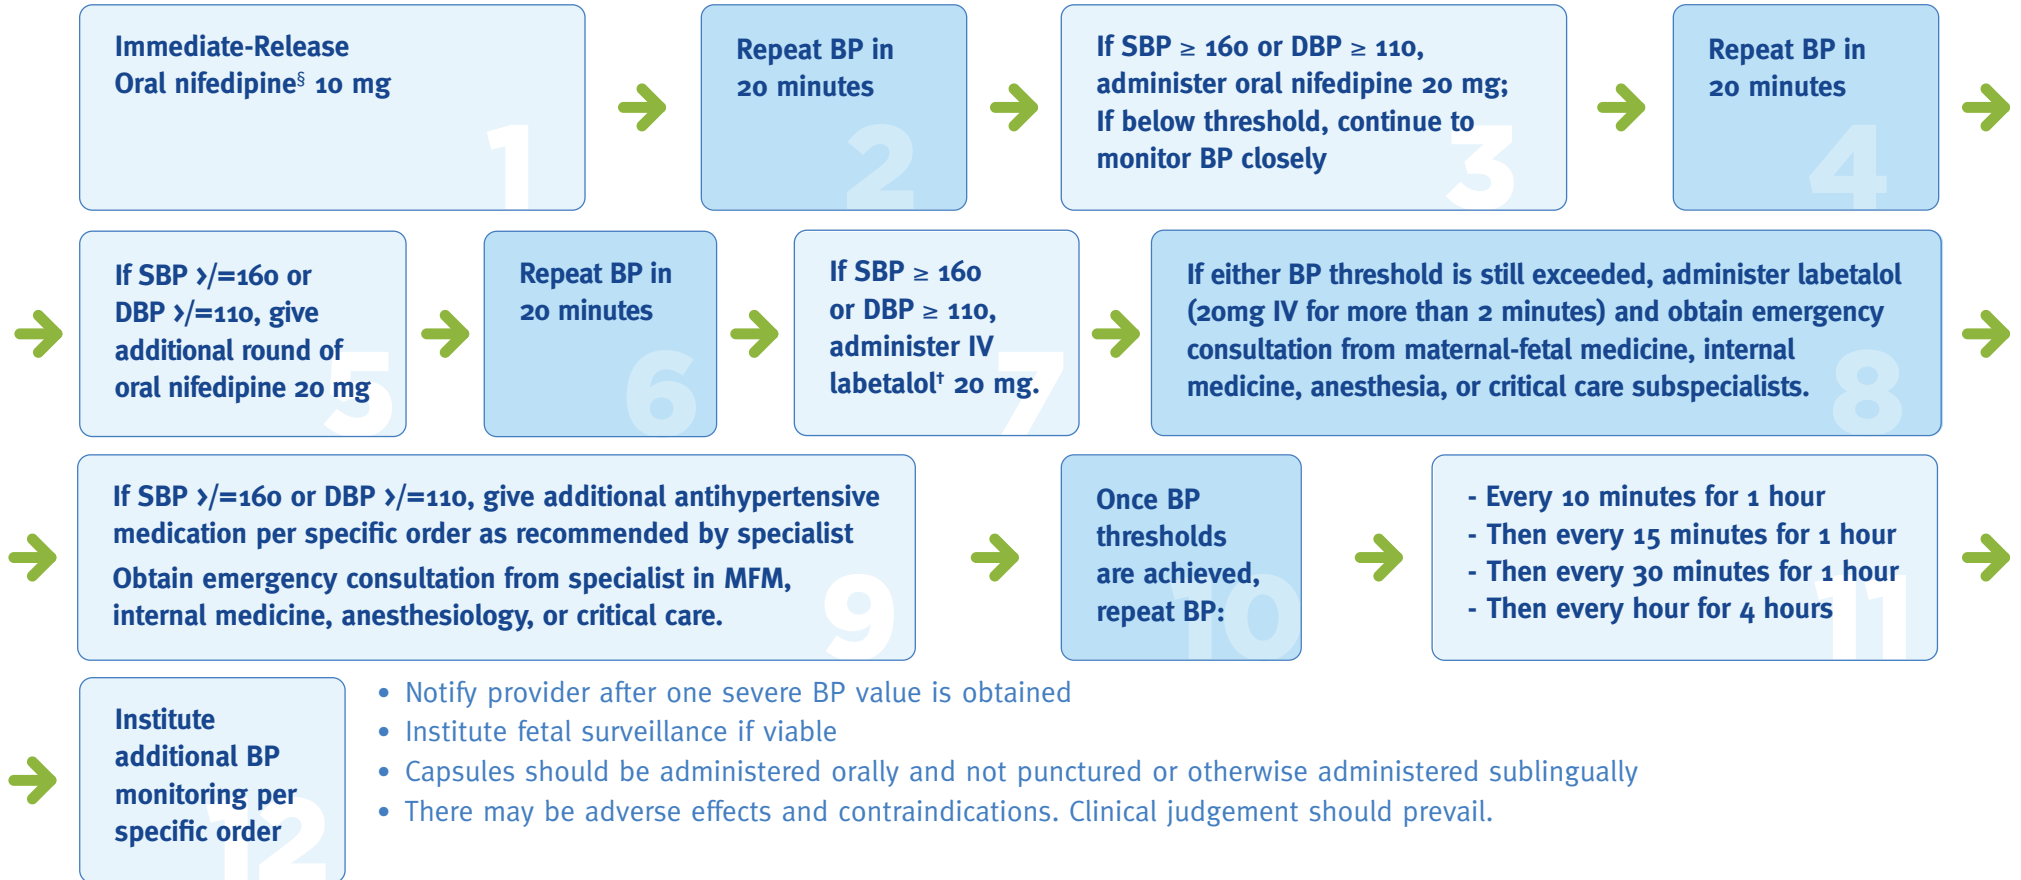 Immediate-Release
Oral nifedipine§ 10 mg
1
Repeat BP in
20 minutes
2
If SBP ≥ 160 or DBP ≥ 110,
administer oral nifedipine 20 mg;
If below threshold, continue to
monitor BP closely
3
Repeat BP in
20 minutes
4
If SBP >/=160 or
DBP >/=110, give
additional round of
oral nifedipine 20 mg
5
Repeat BP in
20 minutes
6
If SBP ≥ 160
or DBP ≥ 110,
administer IV
labetalol† 20 mg.
7
If either BP threshold is still exceeded, administer labetalol
(20mg IV for more than 2 minutes) and obtain emergency
consultation from maternal-fetal medicine, internal
medicine, anesthesia, or critical care subspecialists.
8
If SBP >/=160 or DBP >/=110, give additional antihypertensive
medication per specific order as recommended by specialist
Obtain emergency consultation from specialist in MFM,
internal medicine, anesthesiology, or critical care.
9
Once BP
thresholds
are achieved,
repeat BP:
10
- Every 10 minutes for 1 hour
- Then every 15 minutes for 1 hour
- Then every 30 minutes for 1 hour
- Then every hour for 4 hours
11
Institute
additional BP
monitoring per
specific order
12
• Notify provider after one severe BP value is obtained
• Institute fetal surveillance if viable
• Capsules should be administered orally and not punctured or otherwise administered sublingually
• There may be adverse effects and contraindications. Clinical judgement should prevail.